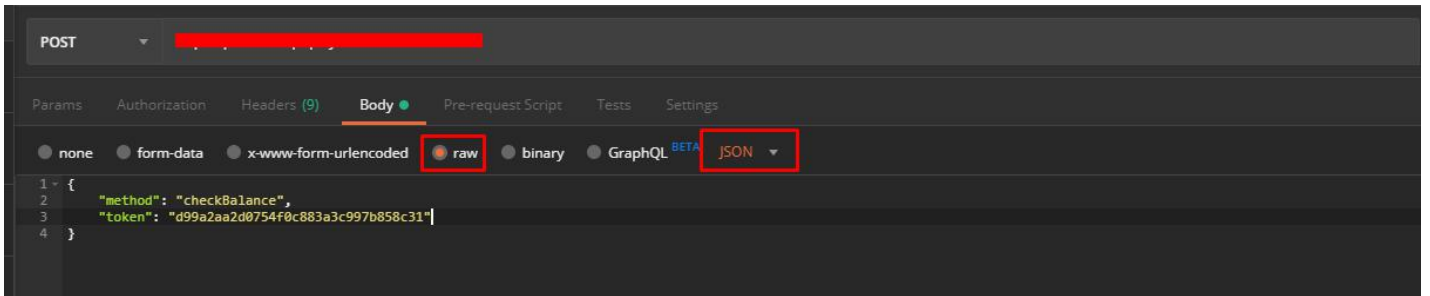 POST
Params Authorization Headers (9) Body Pre-request Script Tests Settings
none form-data x-www-form-urlencoded raw binary GraphQL BETA JSON
1 {
2 "method": "checkBalance",
3 "token": "d99a2aa2d0754f0c883a3c997b858c31"
4 }